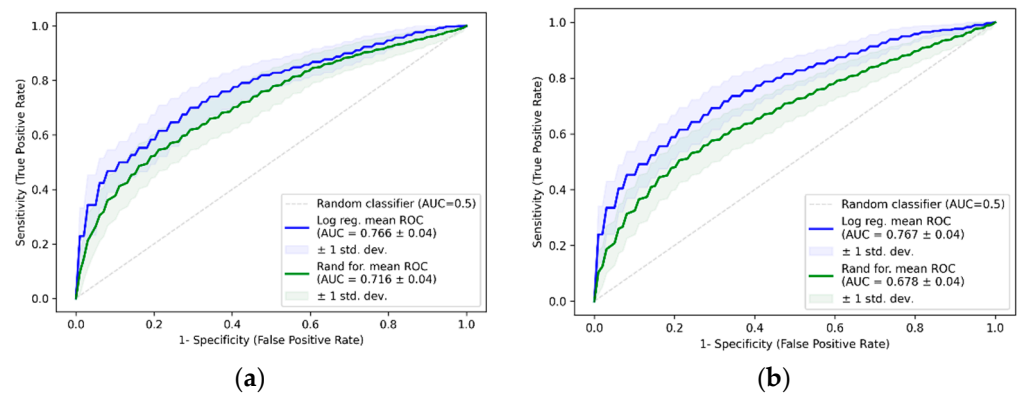 1.0
0.8
0.6
0.4
0.2
0.0
Sensitivity (True Positive Rate)
0.0 0.2 0.4 0.6 0.8 1.0
1- Specificity (False Positive Rate)
Random classifier (AUC=0.5)
Log reg. mean ROC
(AUC = 0.766 ± 0.04)
± 1 std. dev.
Rand for. mean ROC
(AUC = 0.716 ± 0.04)
± 1 std. dev.
(a)
1.0
0.8
0.6
0.4
0.2
0.0
Sensitivity (True Positive Rate)
0.0 0.2 0.4 0.6 0.8 1.0
1- Specificity (False Positive Rate)
Random classifier (AUC=0.5)
Log reg. mean ROC
(AUC = 0.767 ± 0.04)
± 1 std. dev.
Rand for. mean ROC
(AUC = 0.678 ± 0.04)
± 1 std. dev.
(b)